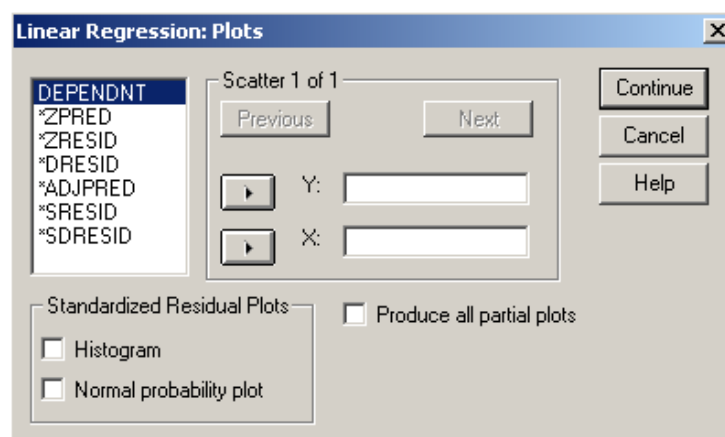 Linear Regression: Plots
DEPENDNT
*ZPRED
*ZRESID
*DRESID
*ADJPRED
*SRESID
*SDRESID
Scatter 1 of 1
Previous
Next
Y:
X:
Continue
Cancel
Help
Standardized Residual Plots
Histogram
Normal probability plot
Produce all partial plots